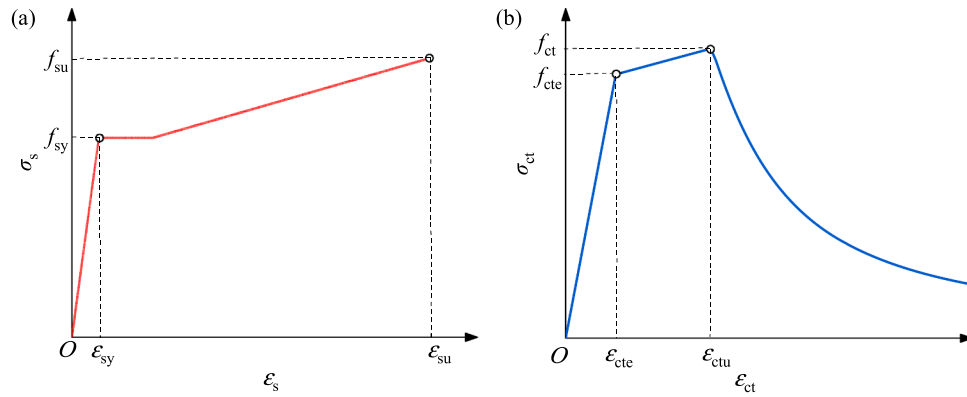 (a)
f_su
f_sy
σ_s
O
ε_sy
ε_su
ε_s
(b)
f_ct
f_cte
σ_ct
O
ε_cte
ε_ctu
ε_ct